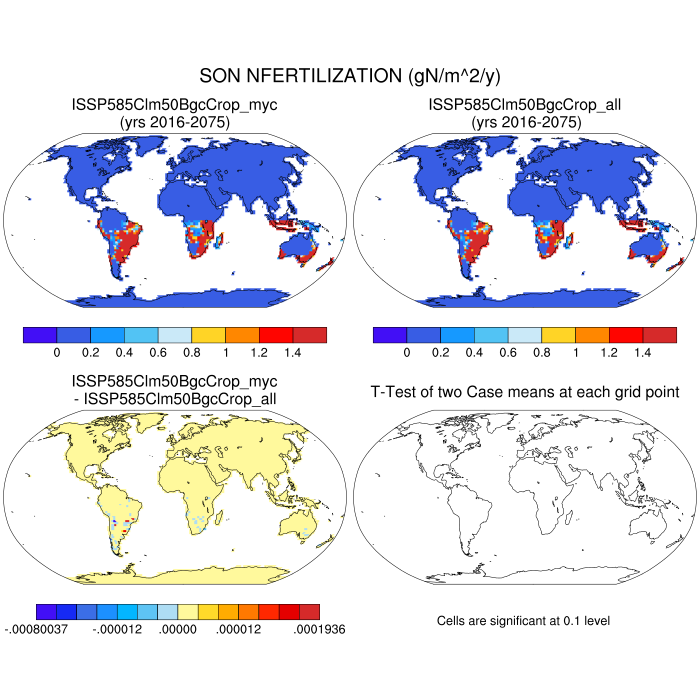 SON NFERTILIZATION (gN/m^2/y)
ISSP585Clm50BgcCrop_myc
(yrs 2016-2075)
ISSP585Clm50BgcCrop_all
(yrs 2016-2075)
0 0.2 0.4 0.6 0.8 1 1.2 1.4
0 0.2 0.4 0.6 0.8 1 1.2 1.4
ISSP585Clm50BgcCrop_myc
- ISSP585Clm50BgcCrop_all
T-Test of two Case means at each grid point
-.00080037 -.000012 .00000 .000012 .0001936
Cells are significant at 0.1 level